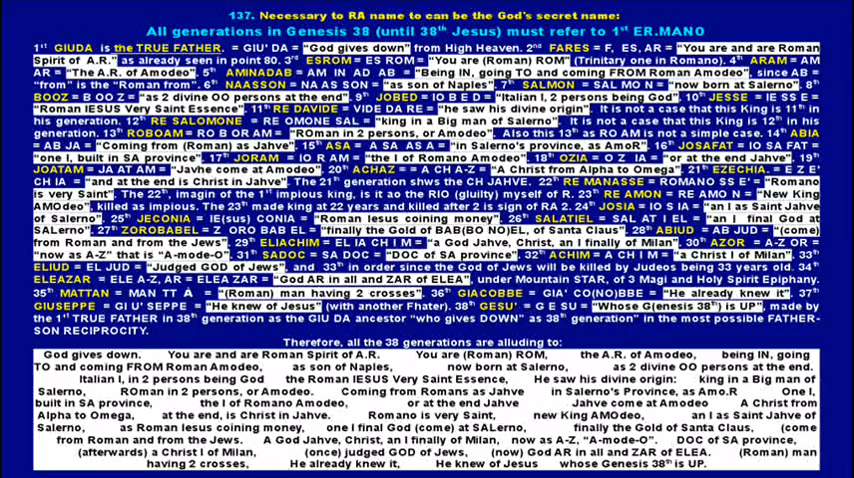 137. Necessary to RA name to can be the God's secret name:
All generations in Genesis 38 (until 38th Jesus) must refer to 1st ER.MANO
1st GIUDA is the TRUE FATHER. = GIU' DA = "God gives down" from High Heaven. 2nd FARES = F, ES, AR = "You are and are Roman
Spirit of A.R." as already seen in point 80. 3rd ESROM = ES ROM = "You are (Roman) ROM" (Trinitary one in Romano). 4th ARAM = AM
AR = "The A.R. of Amodeo". 5th AMINADAB = AM IN AD AB = "Being IN, going TO and coming FROM Roman Amodeo", since AB =
"from" is the "Roman from". 6th NAASSON = NA AS SON = "as son of Naples". 7th SALMON = SAL MO N = "now born at Salerno". 8th
BOOZ = B OO Z = "as 2 divine OO persons at the end". 9th JOBED = IO B E D = "Italian I, 2 persons being God". 10th JESSE = IES S E =
"Roman IESUS Very Saint Essence". 11th RE DAVIDE = VIDE DA RE = "he saw his divine origin". It is not a case that this King is 11th in
his generation. 12th RE SALOMONE = RE OMONE SAL = "king in a Big man of Salerno". It is not a case that this King is 12th in his
generation. 13th ROBOAM = RO B OR AM = "ROman in 2 persons, or Amodeo". Also this 13th as RO AM is not a simple case. 14th ABIA
= AB JA = "Coming from (Roman) as Jahve". 15th ASA = A SA AS A = "in Salerno's province, as AmoR". 16th JOSAFAT = IO SA FA T =
"one I, built in SA province". 17th JORAM = IO R AM = "the I of Romano Amodeo". 18th OZIA = O Z IA = "or at the end Jahve". 19th
JOATAM = JA AT AM = "Javhe come at Amodeo". 20th ACHAZ = = A CH A-Z = "A Christ from Alpha to Omega". 21th EZECHIA. = E Z E'
CH IA = "and at the end is Christ in Jahve". The 21th generation shws the CH JAHVE. 22th RE MANASSE = ROMANO SS E' = "Romano
is very Saint". The 22th, imagin of the 1st impious king, is it ao the RIO (gluilty) myself of R. 23th RE AMON = RE AMO N = "New King
AMOdeo", killed as impious. The 23th made king at 22 years and killed after 2 is sign of RA 2. 24th JOSIA = IO S IA = "an I as Saint Jahve
of Salerno". 25th JECONIA = IE(sus) CONIA = "Roman Iesus coining money". 26th SALATIEL = SAL AT I EL = "an I final God at
SALerno". 27th ZOROBABEL = Z ORO BAB EL = "finally the Gold of BAB(BO NO)EL, of Santa Claus". 28th ABIUD = AB JUD = "(come)
from Roman and from the Jews". 29th ELIACHIM = EL IA CH I M = "a God Jahve, Christ, an I finally of Milan". 30th AZOR = A-Z OR =
"now as A-Z" that is "A-mode-O". 31th SADOC = SA DOC = "DOC of SA province". 32th ACHIM = A CH I M = "a Christ I of Milan". 33th
ELIUD = EL JUD = "Judged GOD of Jews", and 33th in order since the God of Jews will be killed by Judeos being 33 years old. 34th
ELEAZAR = ELE A-Z, AR = ELEA ZAR = "God AR in all and ZAR of ELEA", under Mountain STAR, of 3 Magi and Holy Spirit Epiphany.
35th MATTAN = MAN TT À = "(Roman) man having 2 crosses". 36th GIACOBBE = GIA' CO(NO)BBE = "He already knew it". 37th
GIUSEPPE = GI U' SEPPE = "He knew of Jesus" (with another Fhater). 38th GESU' = G E SU = "Whose G(enesis 38th) is UP", made by
the 1st TRUE FATHER in 38th generation as the GIU DA ancestor "who gives DOWN" as 38th generation" in the most possible FATHER-
SON RECIPROCITY.
Therefore, all the 38 generations are alluding to:
God gives down. You are and are Roman Spirit of A.R. You are (Roman) ROM, the A.R. of Amodeo, being IN, going
TO and coming FROM Roman Amodeo, as son of Naples, now born at Salerno, as 2 divine OO persons at the end.
Italian I, in 2 persons being God the Roman IESUS Very Saint Essence, He saw his divine origin: king in a Big man of
Salerno, ROman in 2 persons, or Amodeo. Coming from Romans as Jahve in Salerno's Province, as Amo.R One I,
built in SA province, the I of Romano Amodeo, or at the end Jahve Jahve come at Amodeo A Christ from
Alpha to Omega, at the end, is Christ in Jahve. Romano is very Saint, new King AMOdeo, an I as Saint Jahve of
Salerno, as Roman Iesus coining money, one I final God (come) at SALerno, finally the Gold of Santa Claus, (come
from Roman and from the Jews. A God Jahve, Christ, an I finally of Milan, now as A-Z, "A-mode-O". DOC of SA province,
(afterwards) a Christ I of Milan, (once) judged GOD of Jews, (now) God AR in all and ZAR of ELEA. (Roman) man
having 2 crosses, He already knew it, He knew of Jesus whose Genesis 38th is UP.